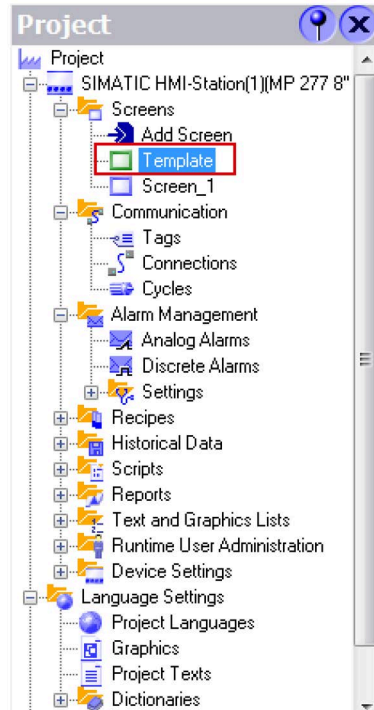 Project
Project
SIMATIC HMI-Station(1)(MP 277 8"
Screens
Add Screen
Template
Screen_1
Communication
Tags
Connections
Cycles
Alarm Management
Analog Alarms
Discrete Alarms
Settings
Recipes
Historical Data
Scripts
Reports
Text and Graphics Lists
Runtime User Administration
Device Settings
Language Settings
Project Languages
Graphics
Project Texts
Dictionaries